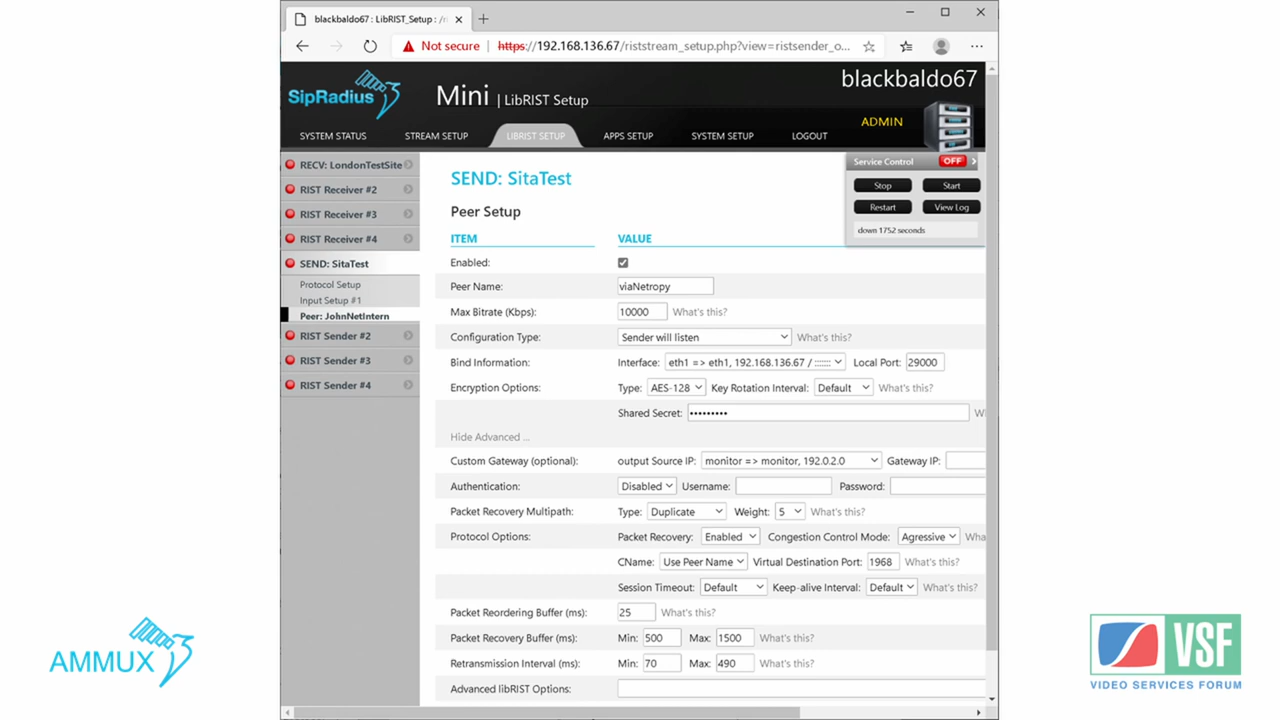 blackbaldo67 : LibRIST_Setup : /r
Not secure | https://192.168.136.67/riststream_setup.php?view=ristsender_o...
SipRadius
Mini | LibRIST Setup
blackbaldo67
ADMIN
SYSTEM STATUS STREAM SETUP LIBRIST SETUP APPS SETUP SYSTEM SETUP LOGOUT
Service Control OFF
Stop Start
Restart View Log
down 1752 seconds
RECV: LondonTestSite
RIST Receiver #2
RIST Receiver #3
RIST Receiver #4
SEND: SitaTest
Protocol Setup
Input Setup #1
Peer: JohnNetIntern
RIST Sender #2
RIST Sender #3
RIST Sender #4
SEND: SitaTest
Peer Setup
ITEM VALUE
Enabled:
Peer Name: viaNetropy
Max Bitrate (Kbps): 10000 What's this?
Configuration Type: Sender will listen What's this?
Bind Information: Interface: eth1 => eth1, 192.168.136.67 / ::::::: Local Port: 29000
Encryption Options: Type: AES-128 Key Rotation Interval: Default What's this?
Shared Secret: ••••••••• W
Hide Advanced ...
Custom Gateway (optional): output Source IP: monitor => monitor, 192.0.2.0 Gateway IP:
Authentication: Disabled Username: Password:
Packet Recovery Multipath: Type: Duplicate Weight: 5 What's this?
Protocol Options: Packet Recovery: Enabled Congestion Control Mode: Agressive Wha
CName: Use Peer Name Virtual Destination Port: 1968 What's this?
Session Timeout: Default Keep-alive Interval: Default What's this?
Packet Reordering Buffer (ms): 25 What's this?
Packet Recovery Buffer (ms): Min: 500 Max: 1500 What's this?
Retransmission Interval (ms): Min: 70 Max: 490 What's this?
Advanced libRIST Options:
AMMUX
VSF
VIDEO SERVICES FORUM